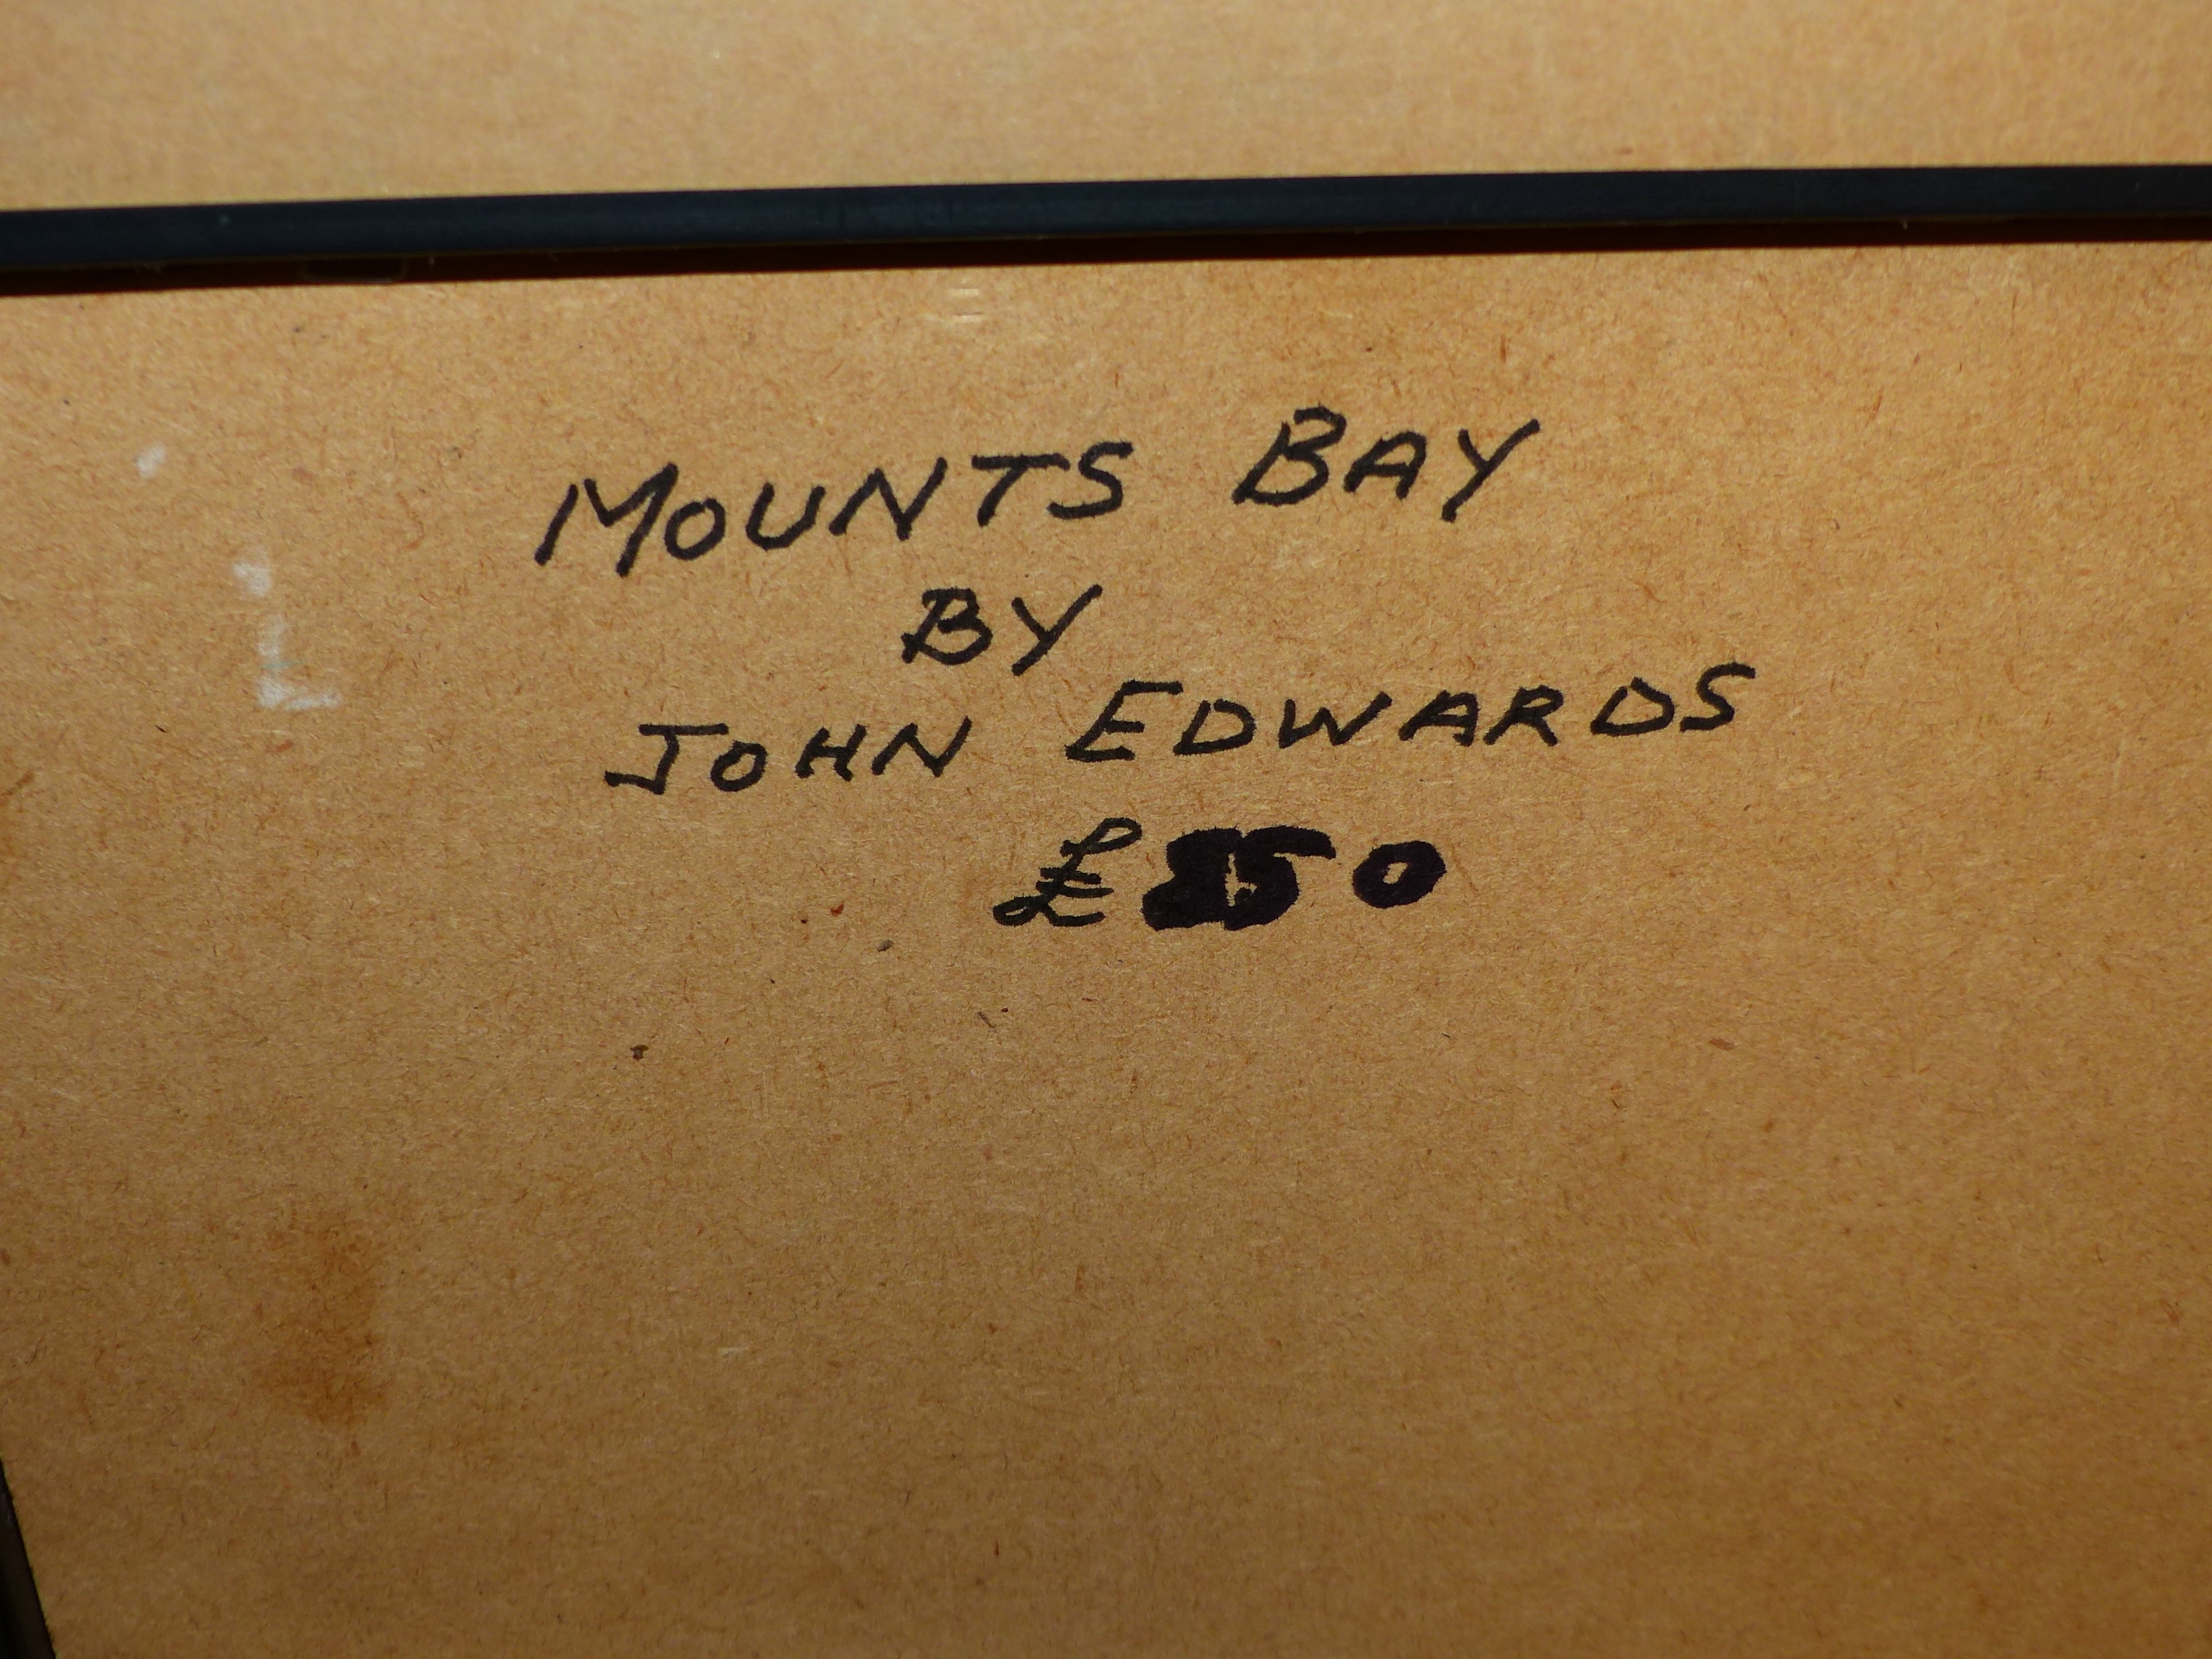 MOUNTS BAY
BY
JOHN EDWARDS
£